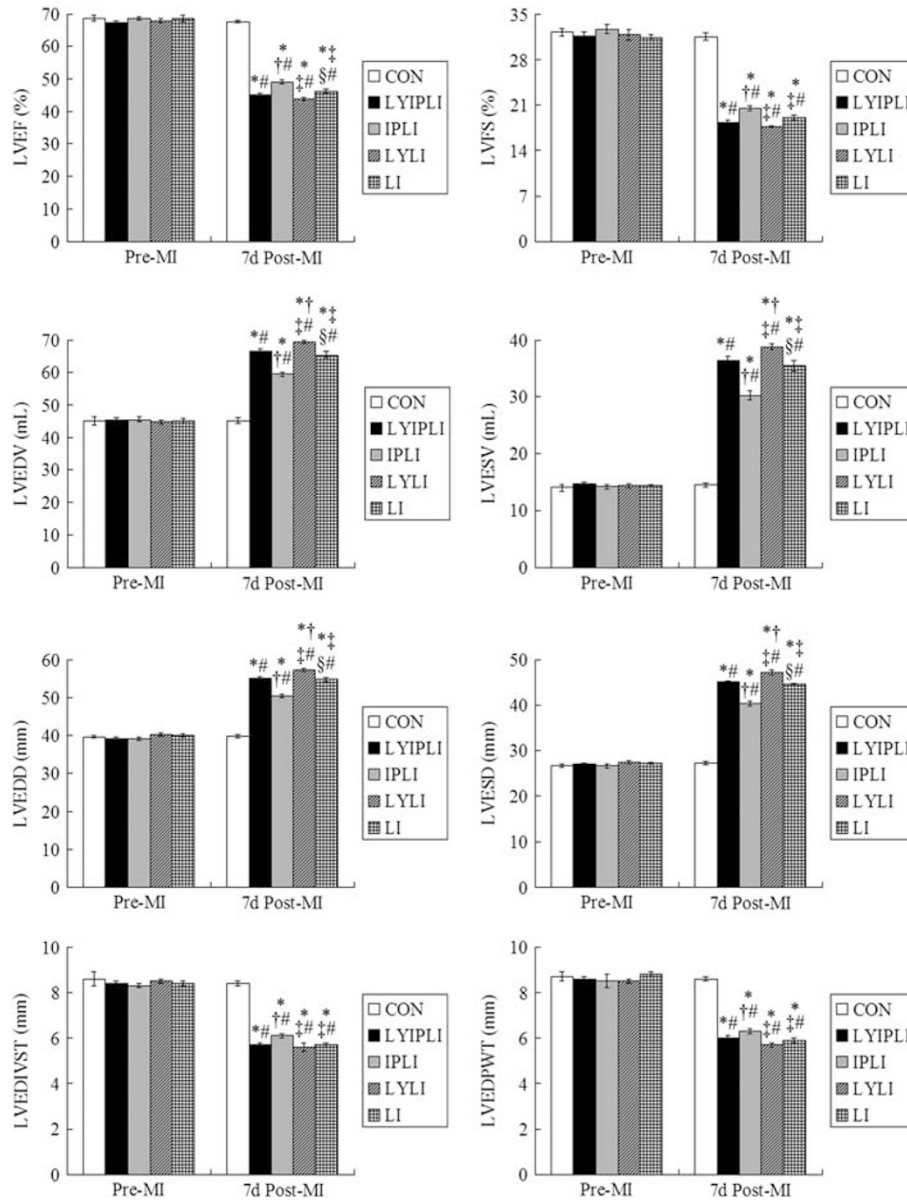 70
60
50
40
30
20
10
0
LVEF (%)
* * *‡
*# †# ‡# §#
Pre-MI 7d Post-MI
CON
LYIPLI
IPLI
LYLI
LI
35
28
21
14
7
0
LVFS (%)
* * *
*# †# ‡# ‡#
Pre-MI 7d Post-MI
CON
LYIPLI
IPLI
LYLI
LI
70
60
50
40
30
20
10
0
LVEDV (mL)
* *† *‡
*# †# ‡# §#
Pre-MI 7d Post-MI
CON
LYIPLI
IPLI
LYLI
LI
40
30
20
10
0
LVESV (mL)
* *† *‡
*# †# ‡# §#
Pre-MI 7d Post-MI
CON
LYIPLI
IPLI
LYLI
LI
60
50
40
30
20
10
0
LVEDD (mm)
* *† *‡
*# †# ‡# §#
Pre-MI 7d Post-MI
CON
LYIPLI
IPLI
LYLI
LI
50
40
30
20
10
0
LVESD (mm)
* *† *‡
*# †# ‡# §#
Pre-MI 7d Post-MI
CON
LYIPLI
IPLI
LYLI
LI
10
8
6
4
2
0
LVEDIVST (mm)
* * *
*# †# ‡# ‡#
Pre-MI 7d Post-MI
CON
LYIPLI
IPLI
LYLI
LI
10
8
6
4
2
0
LVEDPWT (mm)
* * *
*# †# ‡# ‡#
Pre-MI 7d Post-MI
CON
LYIPLI
IPLI
LYLI
LI